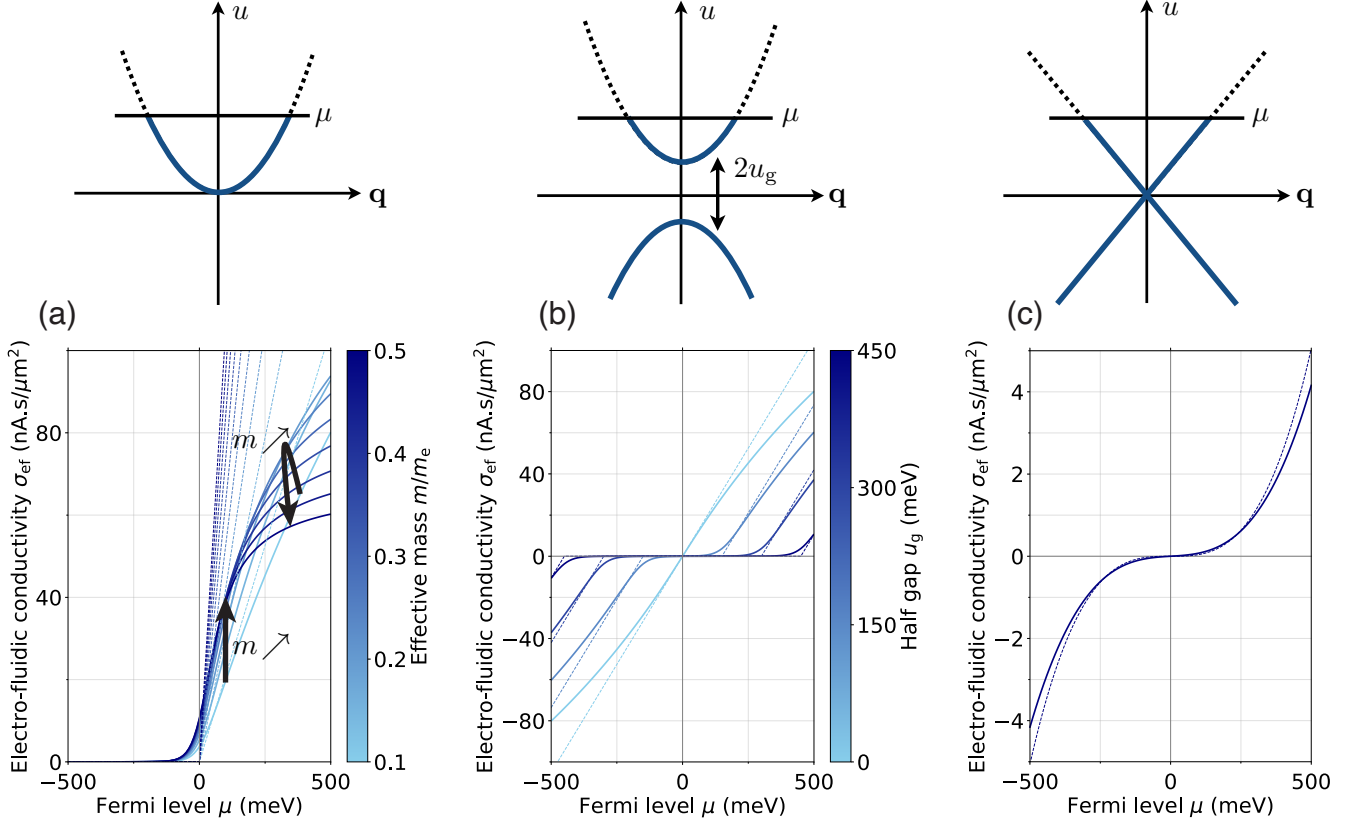 u
μ
q
(a)
Electro-fluidic conductivity σ_ef (nA.s/μm²)
80
40
0
−500
0
500
Fermi level μ (meV)
m ↗
m ↗
0.5
0.4
0.3
0.2
0.1
Effective mass m/m_e
u
μ
2u_g
q
(b)
Electro-fluidic conductivity σ_ef (nA.s/μm²)
80
40
0
−40
−80
−500
0
500
Fermi level μ (meV)
450
300
150
0
Half gap u_g (meV)
u
μ
q
(c)
Electro-fluidic conductivity σ_ef (nA.s/μm²)
4
2
0
−2
−4
−500
0
500
Fermi level μ (meV)